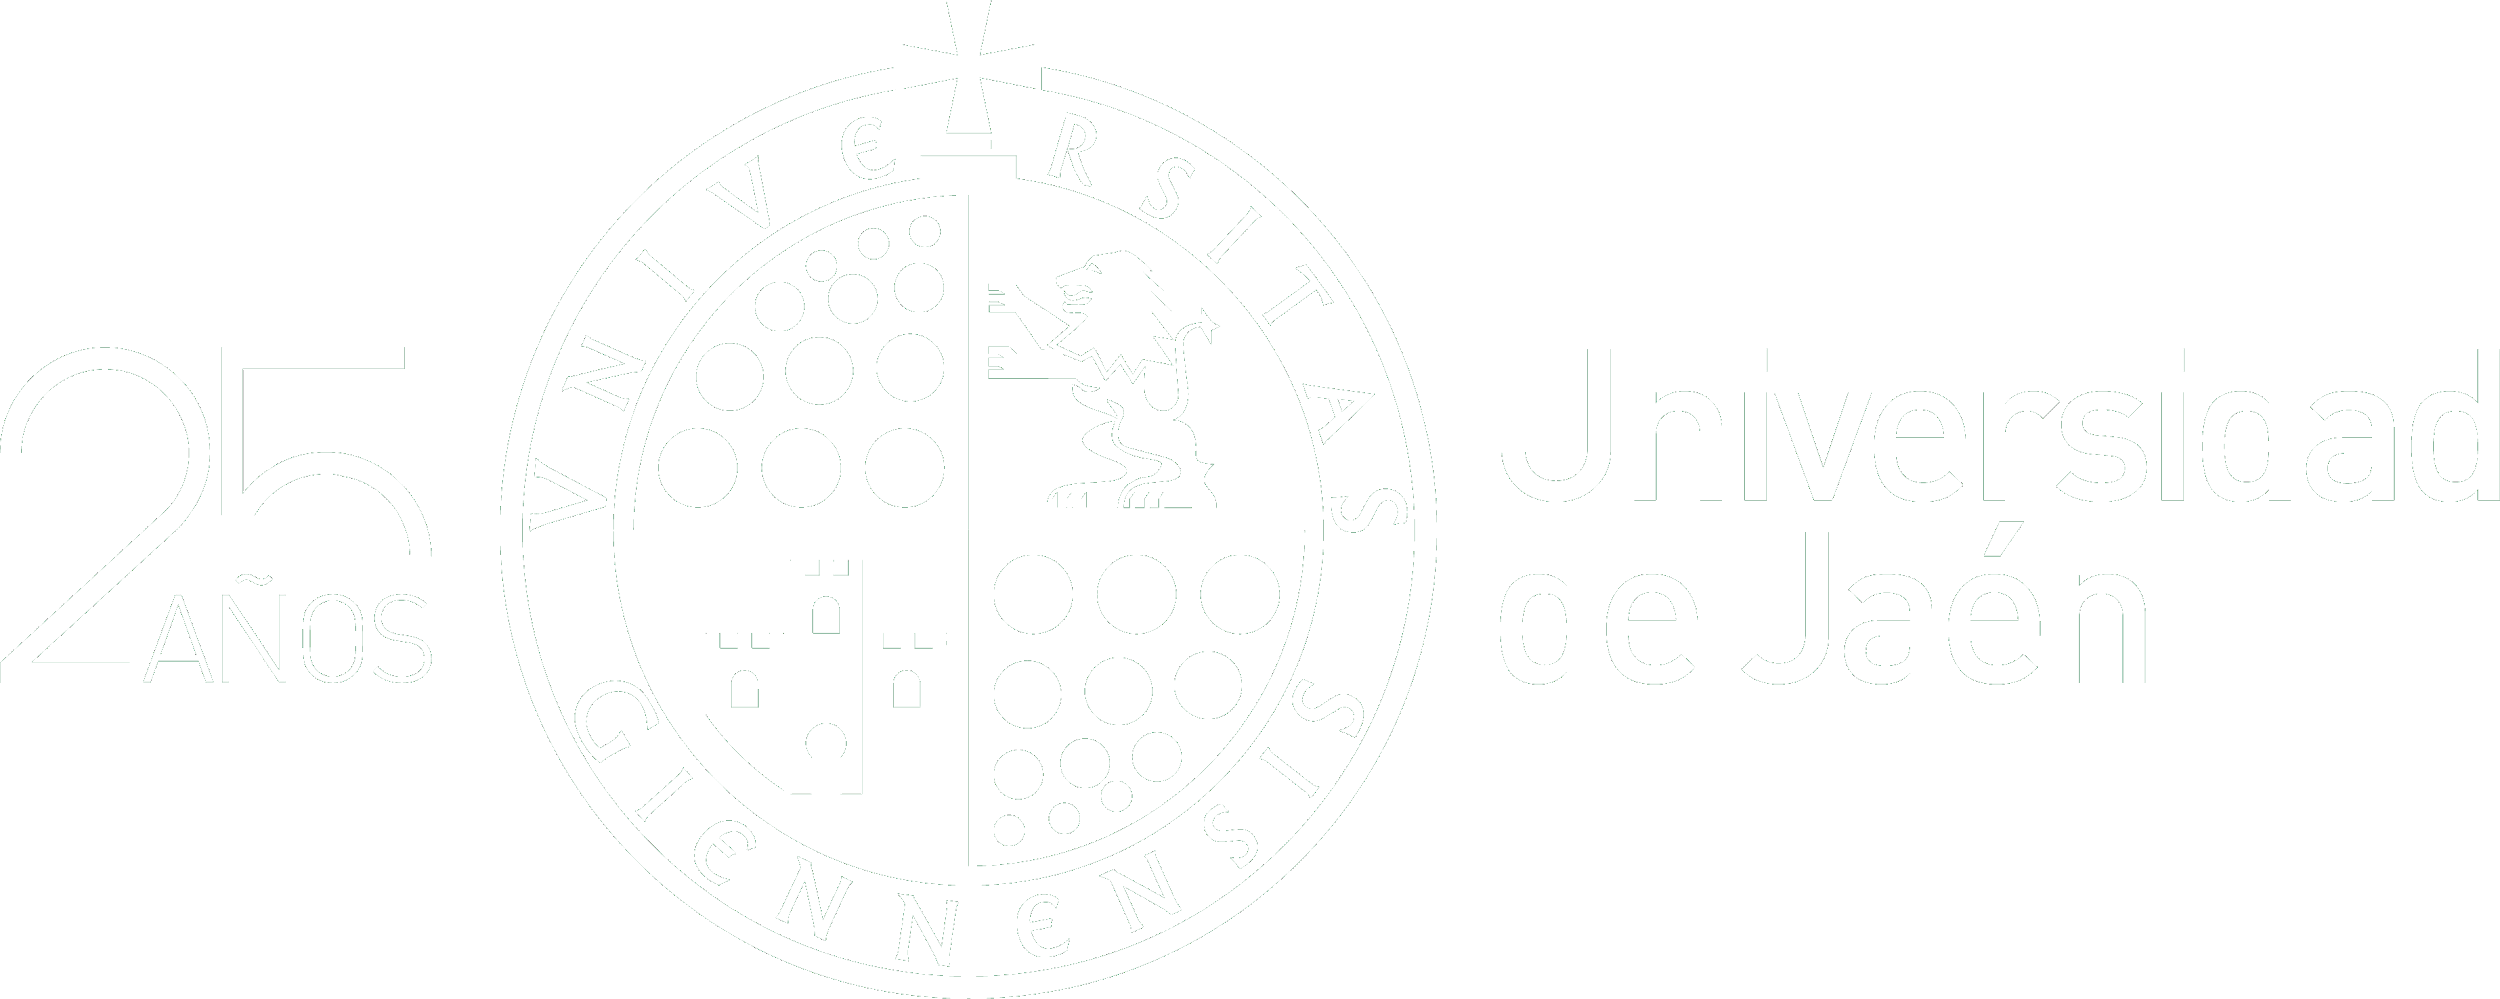 25
AÑOS
VNIVERSITAS
GIENNENSIS
Universidad
de Jaén